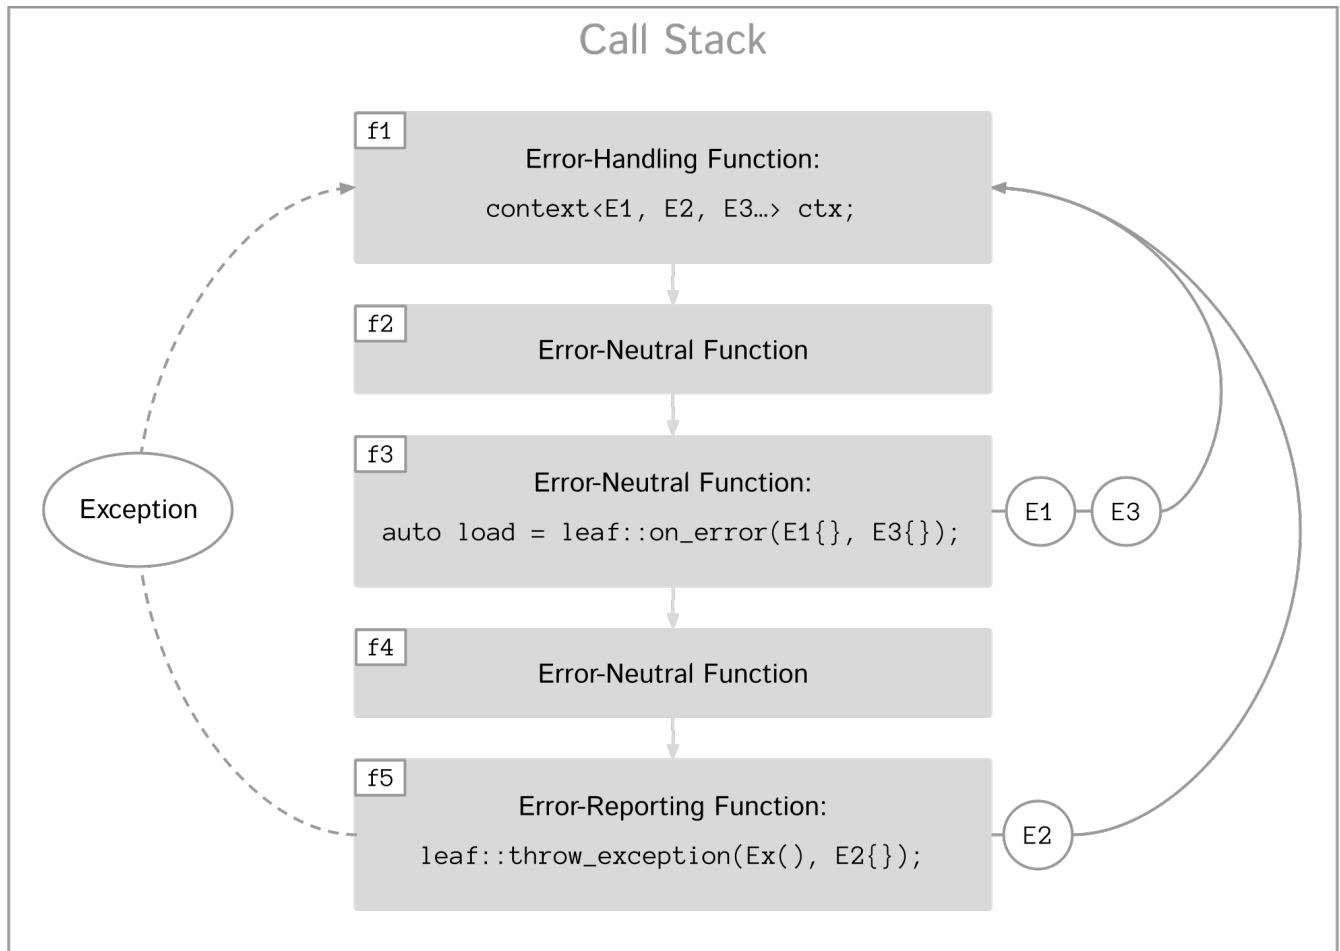 Call Stack
f1
Error-Handling Function:
context<E1, E2, E3…> ctx;
f2
Error-Neutral Function
f3
Error-Neutral Function:
auto load = leaf::on_error(E1{}, E3{});
E1
E3
Exception
f4
Error-Neutral Function
f5
Error-Reporting Function:
leaf::throw_exception(Ex(), E2{});
E2